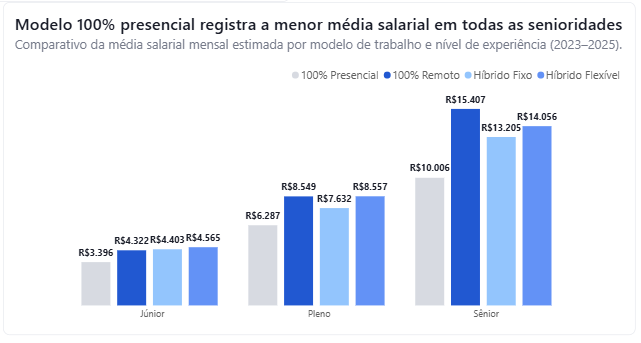 Modelo 100% presencial registra a menor média salarial em todas as senioridades
Comparativo da média salarial mensal estimada por modelo de trabalho e nível de experiência (2023–2025).
100% Presencial 100% Remoto Híbrido Fixo Híbrido Flexível
R$3.396 R$4.322 R$4.403 R$4.565
R$6.287 R$8.549 R$7.632 R$8.557
R$10.006 R$15.407 R$13.205 R$14.056
Júnior Pleno Sênior